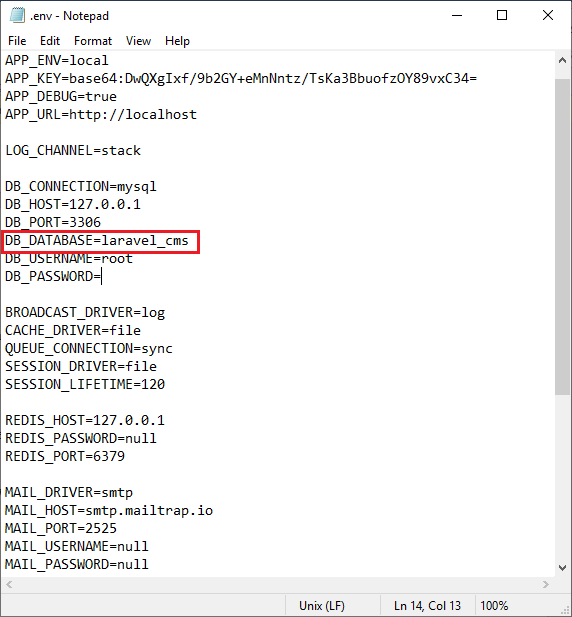 .env - Notepad
File Edit Format View Help
APP_ENV=local
APP_KEY=base64:DwQXgIxf/9b2GY+eMnNntz/TsKa3BbuofzOY89vxC34=
APP_DEBUG=true
APP_URL=http://localhost
LOG_CHANNEL=stack
DB_CONNECTION=mysql
DB_HOST=127.0.0.1
DB_PORT=3306
DB_DATABASE=laravel_cms
DB_USERNAME=root
DB_PASSWORD=
BROADCAST_DRIVER=log
CACHE_DRIVER=file
QUEUE_CONNECTION=sync
SESSION_DRIVER=file
SESSION_LIFETIME=120
REDIS_HOST=127.0.0.1
REDIS_PASSWORD=null
REDIS_PORT=6379
MAIL_DRIVER=smtp
MAIL_HOST=smtp.mailtrap.io
MAIL_PORT=2525
MAIL_USERNAME=null
MAIL_PASSWORD=null
Unix (LF) Ln 14, Col 13 100%